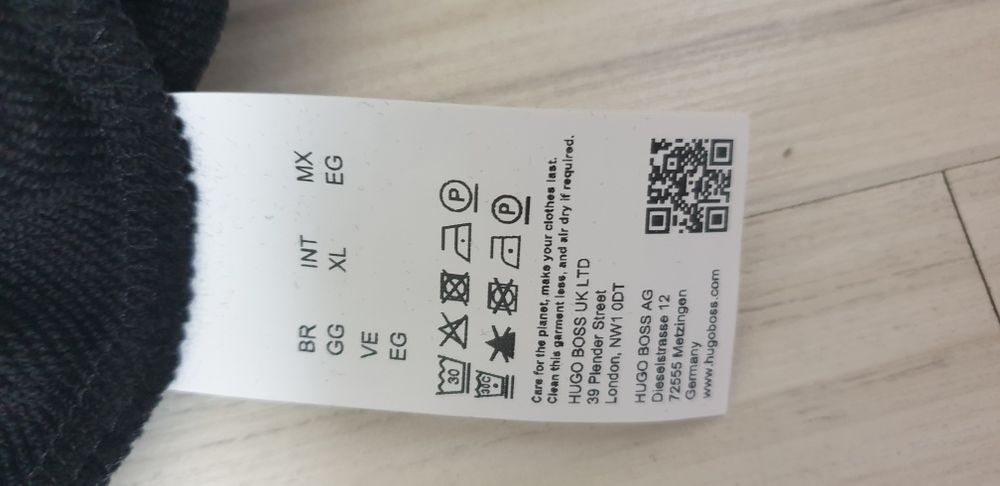 BR INT MX
GG XL EG
VE
EG
30 P
30C P
Care for the planet, make your clothes last.
Clean this garment less, and air dry if required.
HUGO BOSS UK LTD
39 Plender Street
London, NW1 0DT
HUGO BOSS AG
Dieselstrasse 12
72555 Metzingen
Germany
www.hugoboss.com